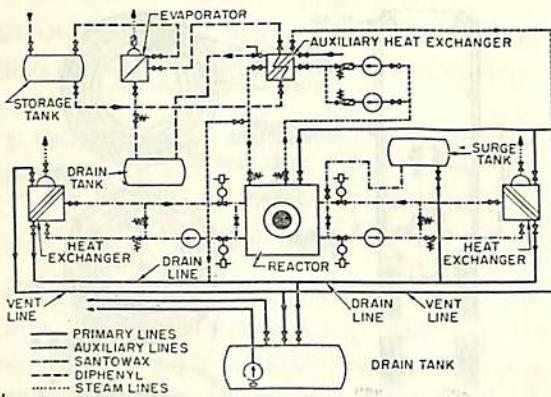 EVAPORATOR
AUXILIARY HEAT EXCHANGER
STORAGE
TANK
DRAIN
TANK
SURGE
TANK
HEAT
EXCHANGER
DRAIN
LINE
REACTOR
HEAT
EXCHANGER
VENT
LINE
DRAIN
LINE
VENT
LINE
PRIMARY LINES
AUXILIARY LINES
SANTOWAX
DIPHENYL
STEAM LINES
DRAIN TANK